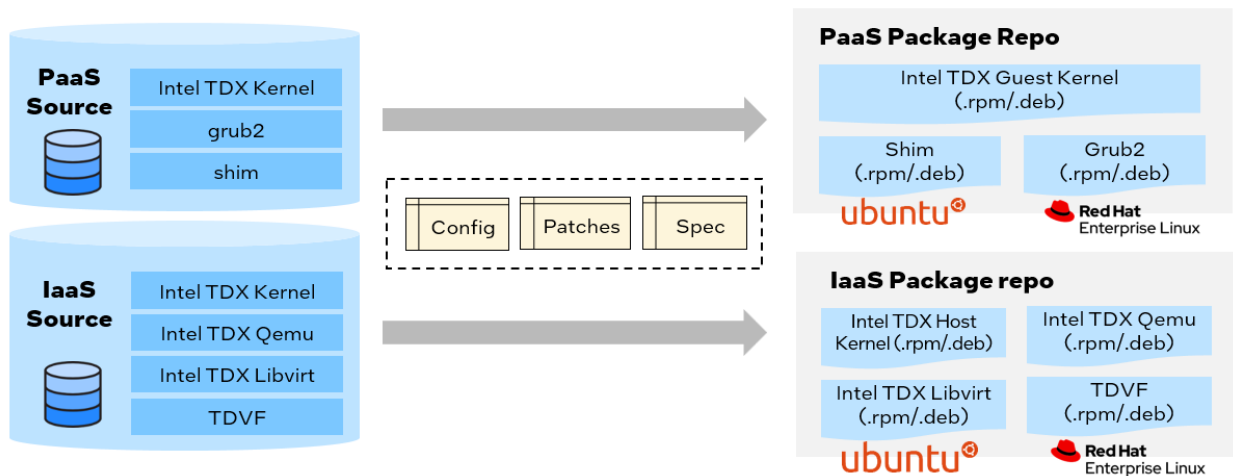 PaaS
Source
Intel TDX Kernel
grub2
shim
IaaS
Source
Intel TDX Kernel
Intel TDX Qemu
Intel TDX Libvirt
TDVF
Config
Patches
Spec
PaaS Package Repo
Intel TDX Guest Kernel
(.rpm/.deb)
Shim
(.rpm/.deb)
Grub2
(.rpm/.deb)
ubuntu
Red Hat
Enterprise Linux
IaaS Package repo
Intel TDX Host
Kernel (.rpm/.deb)
Intel TDX Qemu
(.rpm/.deb)
Intel TDX Libvirt
(.rpm/.deb)
TDVF
(.rpm/.deb)
ubuntu
Red Hat
Enterprise Linux